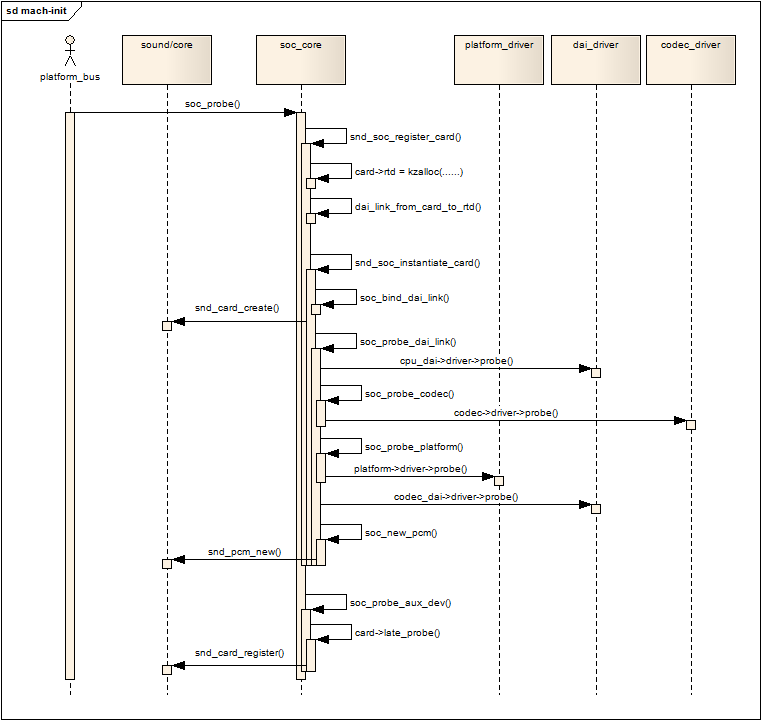 sd mach-init
platform_bus
sound/core
soc_core
platform_driver
dai_driver
codec_driver
soc_probe()
snd_soc_register_card()
card->rtd = kzalloc(......)
dai_link_from_card_to_rtd()
snd_soc_instantiate_card()
soc_bind_dai_link()
snd_card_create()
soc_probe_dai_link()
cpu_dai->driver->probe()
soc_probe_codec()
codec->driver->probe()
soc_probe_platform()
platform->driver->probe()
codec_dai->driver->probe()
soc_new_pcm()
snd_pcm_new()
soc_probe_aux_dev()
card->late_probe()
snd_card_register()